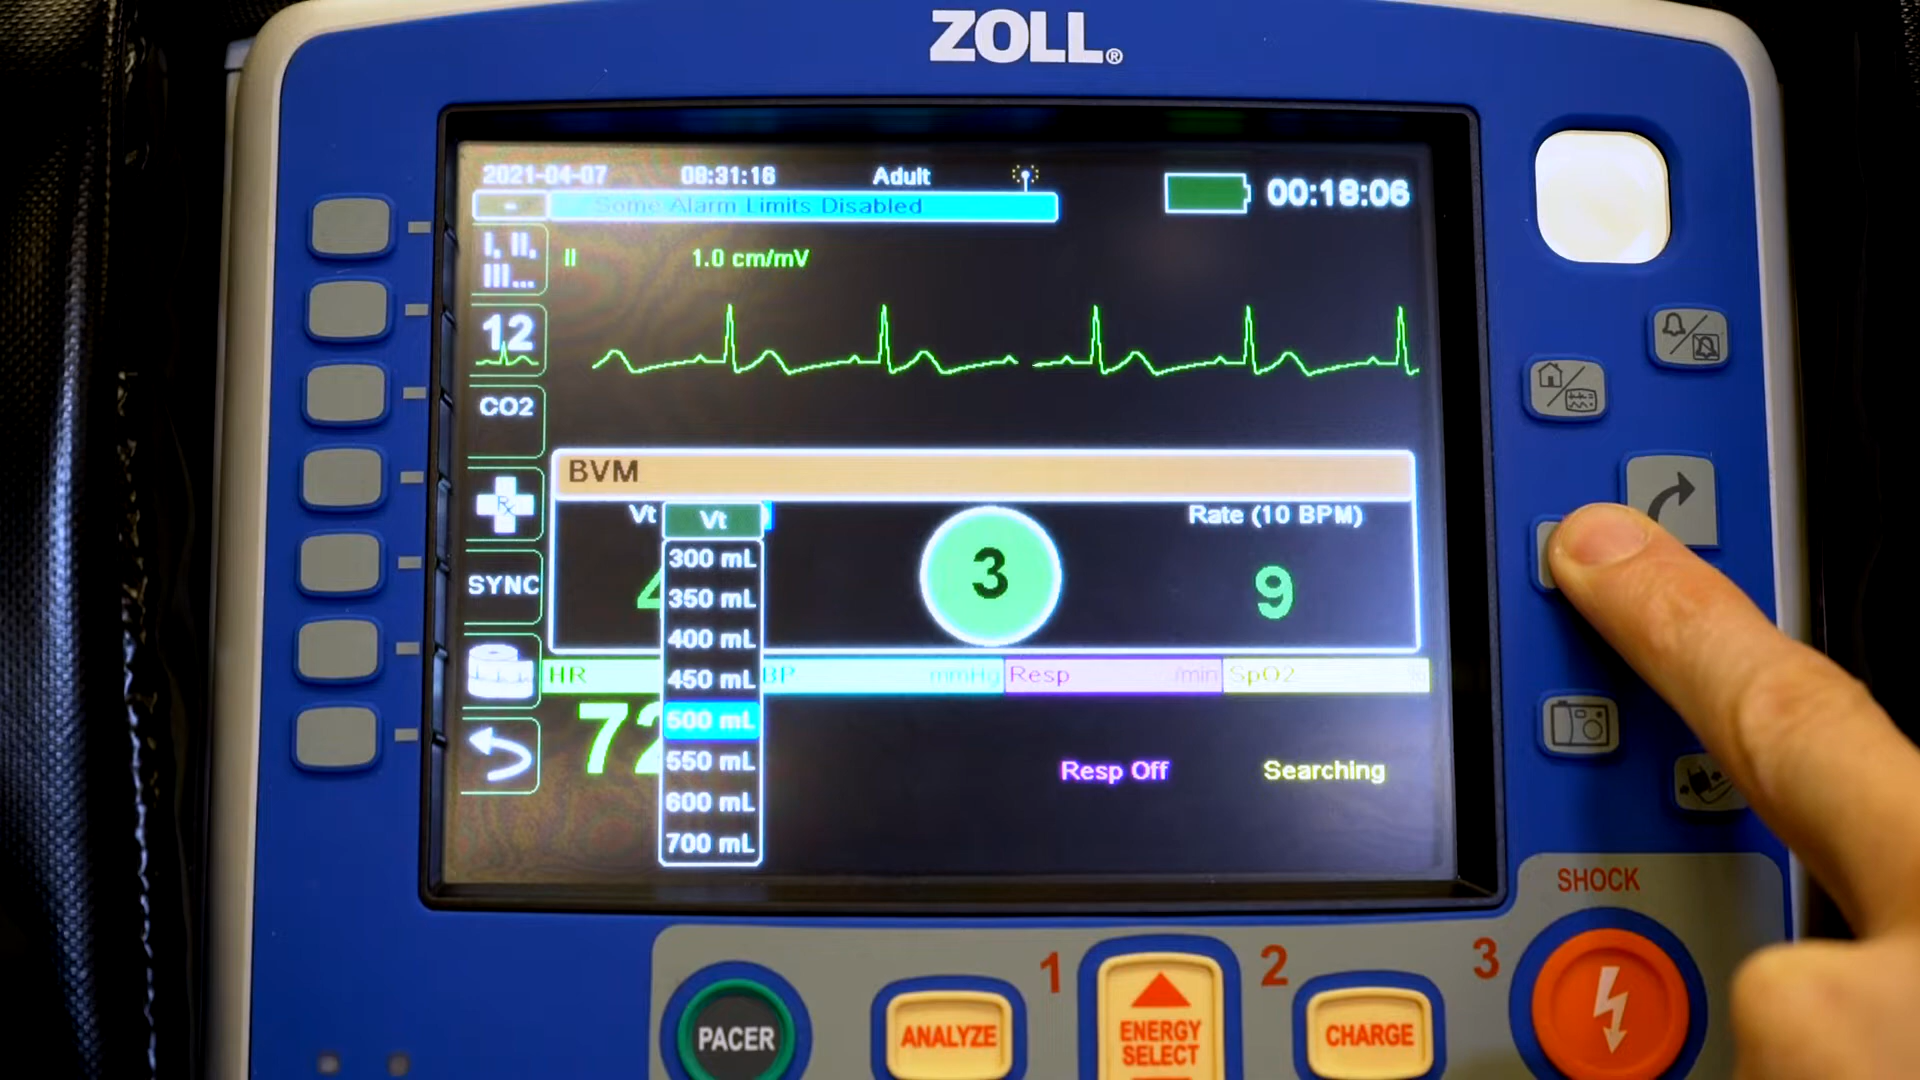 ZOLL®
2021-04-07 08:31:16 Adult
00:18:06
Some Alarm Limits Disabled
I, II,
III...
II 1.0 cm/mV
12
CO2
BVM
Rx
Vt Vt Rate (10 BPM)
300 mL
3
9
SYNC
350 mL
400 mL
HR BP mmHg Resp /min SpO2 %
450 mL
72
500 mL
550 mL
Resp Off Searching
600 mL
700 mL
SHOCK
1 2 3
PACER
ANALYZE
ENERGY
SELECT
CHARGE